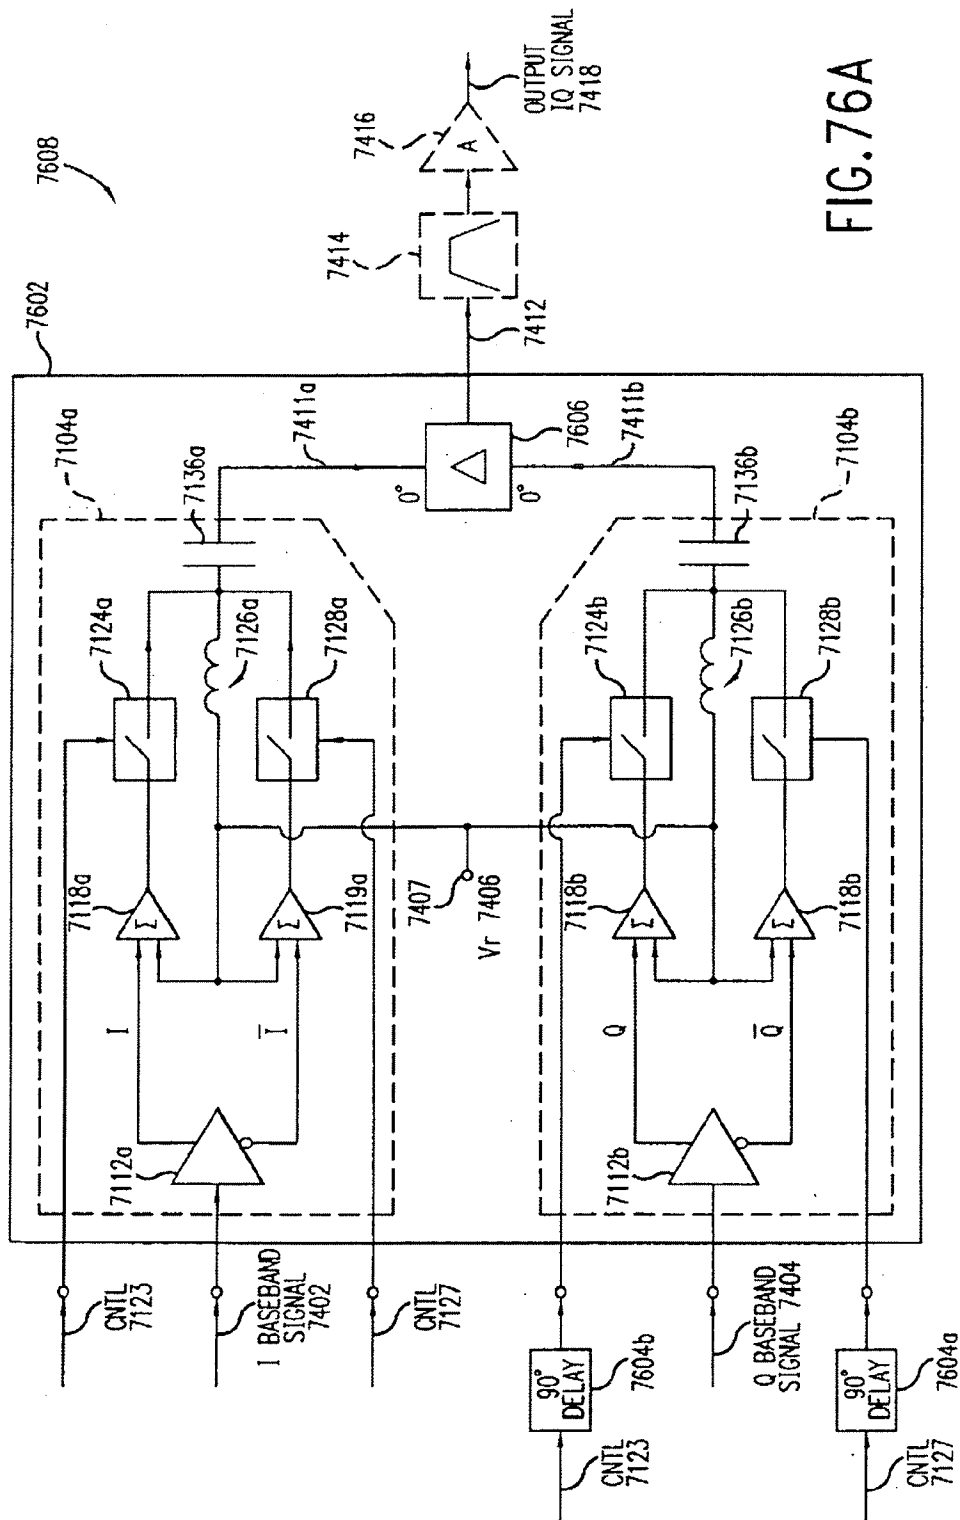 7608
7602
7104a
7136a
7124a
7126a
7128a
7118a
Σ
7119a
Σ
I
Ī
7112a
CNTL
7123
I BASEBAND
SIGNAL
7402
CNTL
7127
7411a
0°
7606
0°
7411b
7412
7414
7416
A
OUTPUT
IQ SIGNAL
7418
7407
Vr 7406
7104b
7136b
7124b
7126b
7128b
7118b
Σ
7118b
Σ
Q
Q̅
7112b
90°
DELAY
7604b
CNTL
7123
Q BASEBAND
SIGNAL 7404
90°
DELAY
7604a
CNTL
7127
FIG.76A